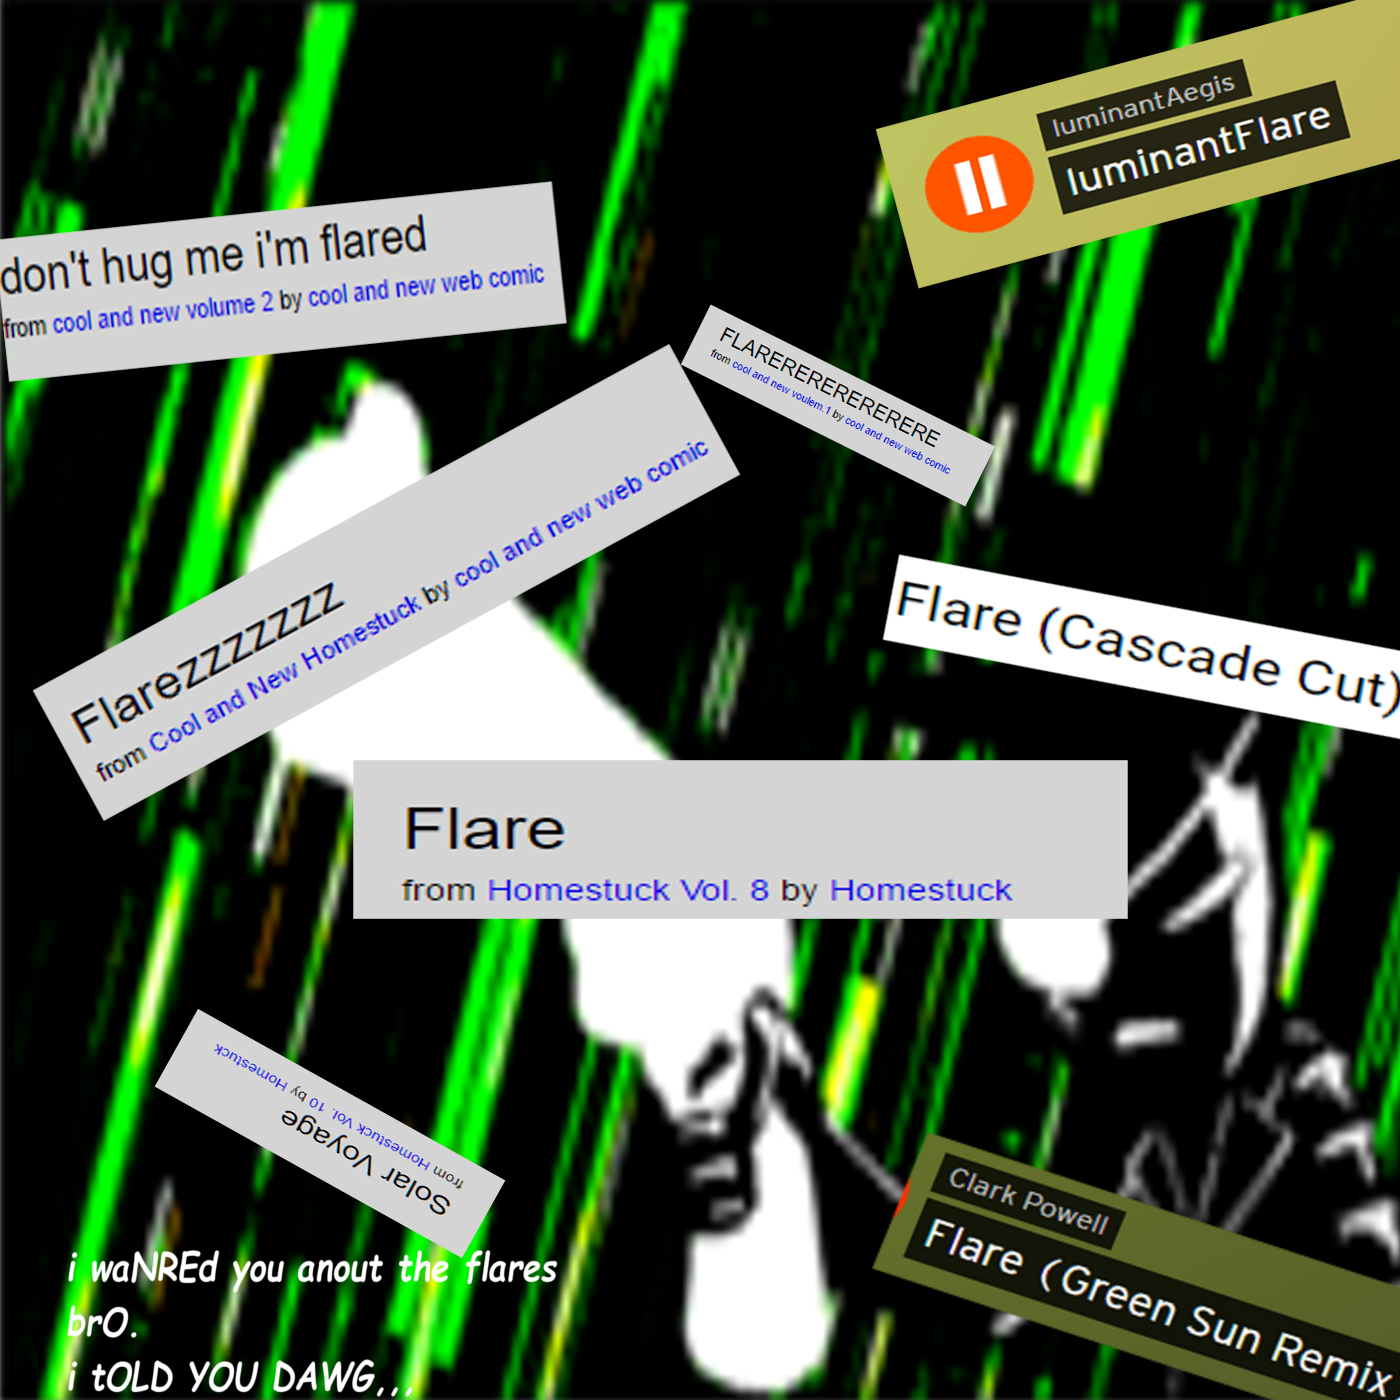 luminantAegis
luminantFlare
don't hug me i'm flared
from cool and new volume 2 by cool and new web comic
FLARERERERERERERE
from cool and new voulem.1 by cool and new web comic
Flarezzzzzzzz
from Cool and New Homestuck by cool and new web comic
Flare (Cascade Cut)
Flare
from Homestuck Vol. 8 by Homestuck
Solar Voyage
from Homestuck Vol. 10 by Homestuck
Clark Powell
Flare (Green Sun Remix
i waNREd you anout the flares
brO.
i tOLD YOU DAWG,,,